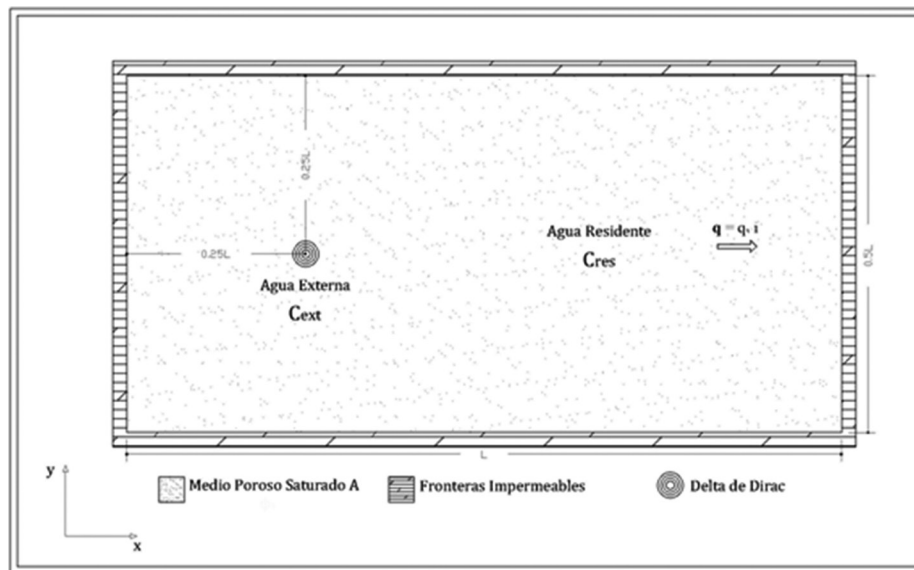 0.25L
0.25L
Agua Residente
Cres
q = q. i
Agua Externa
Cext
0.5L
L
y
x
Medio Poroso Saturado A
Fronteras Impermeables
Delta de Dirac